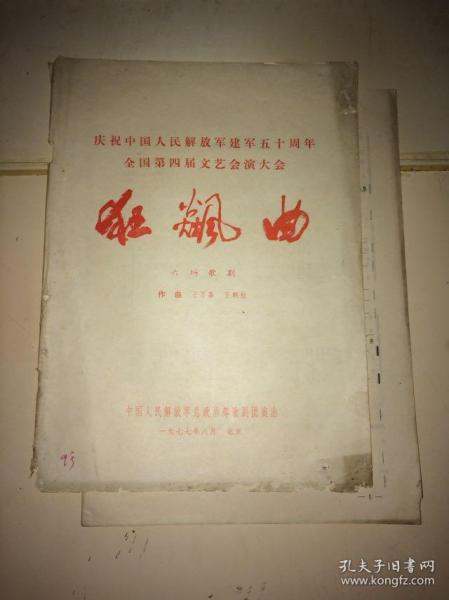 庆祝中国人民解放军建军五十周年
全国第四届文艺会演大会
狂飙曲
六场歌剧
作曲
中国人民解放军总政治部歌剧团演出
一九七七年八月 北京
孔夫子旧书网
www.kongfz.com